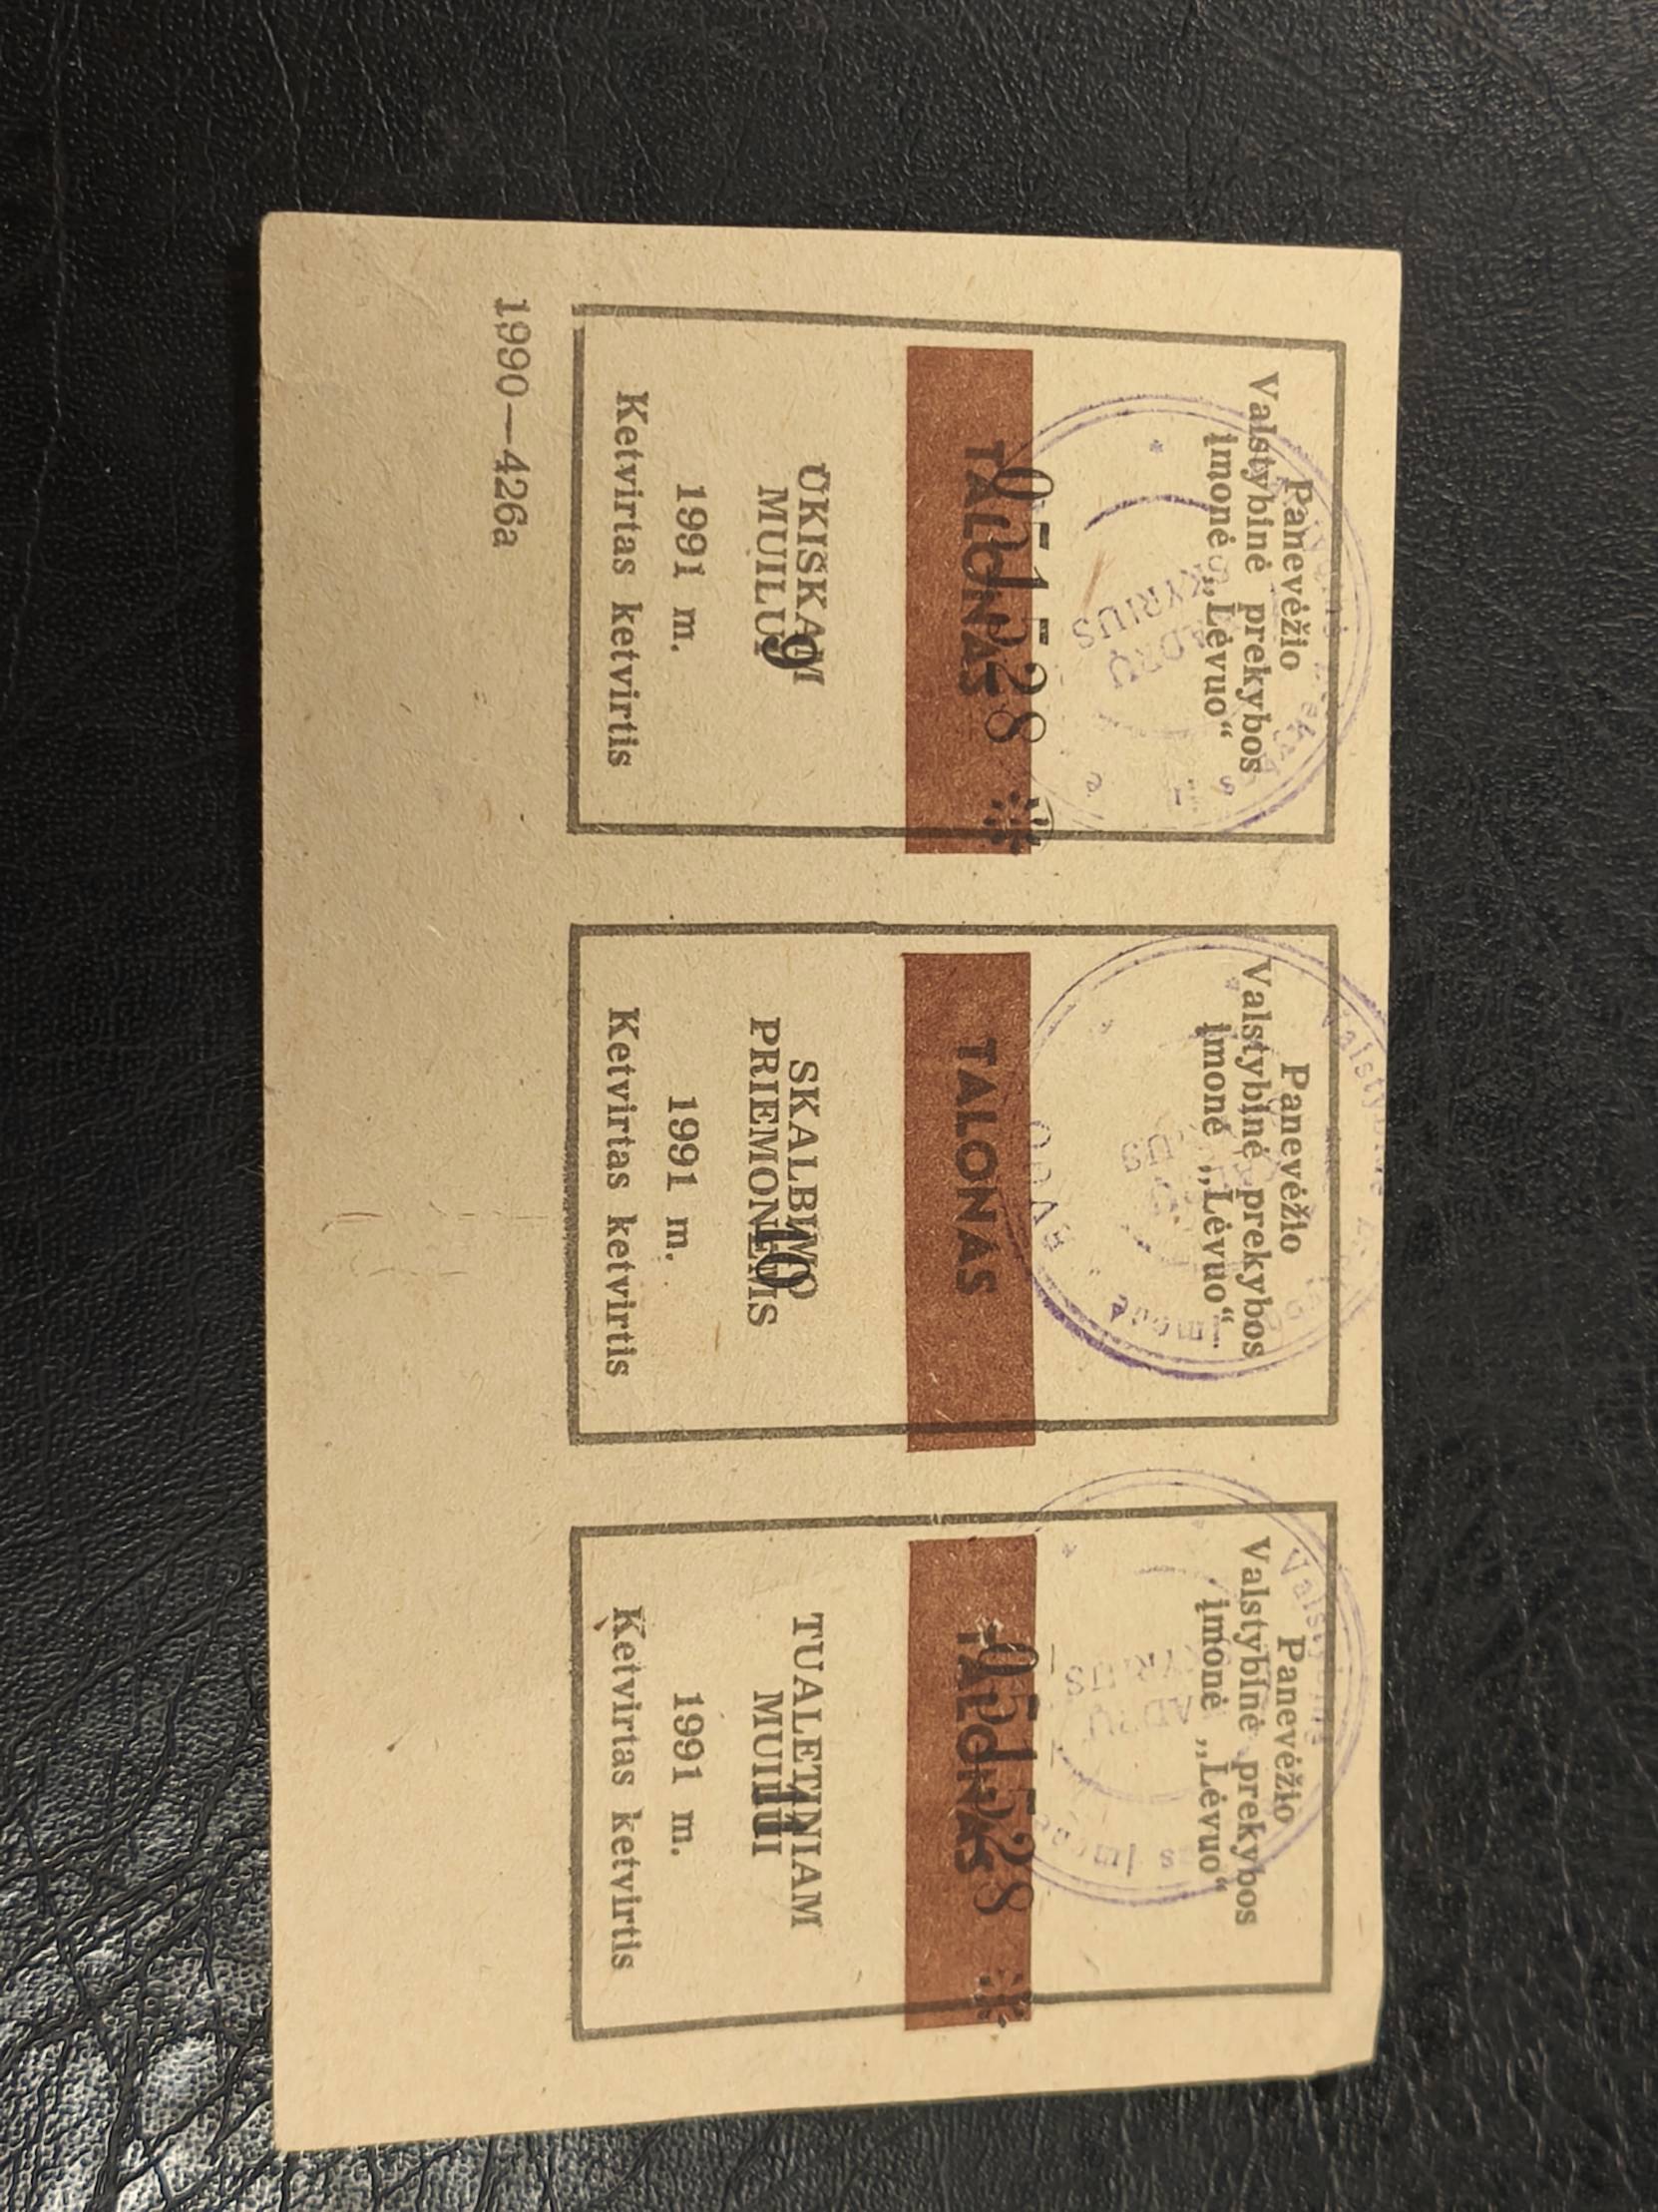 Panevėžio
Valstybinė prekybos
įmonė „Lėvuo“
TALONAS
051528 *
ŪKIŠKAM
MUILUI
9
1991 m.
Ketvirtas ketvirtis
Panevėžio
Valstybinė prekybos
įmonė „Lėvuo“
TALONAS
SKALBIMO
PRIEMONĖMS
10
1991 m.
Ketvirtas ketvirtis
Panevėžio
Valstybinė prekybos
įmonė „Lėvuo“
TALONAS
051528 *
TUALETINIAM
MUILUI
11
1991 m.
Ketvirtas ketvirtis
1990—426a